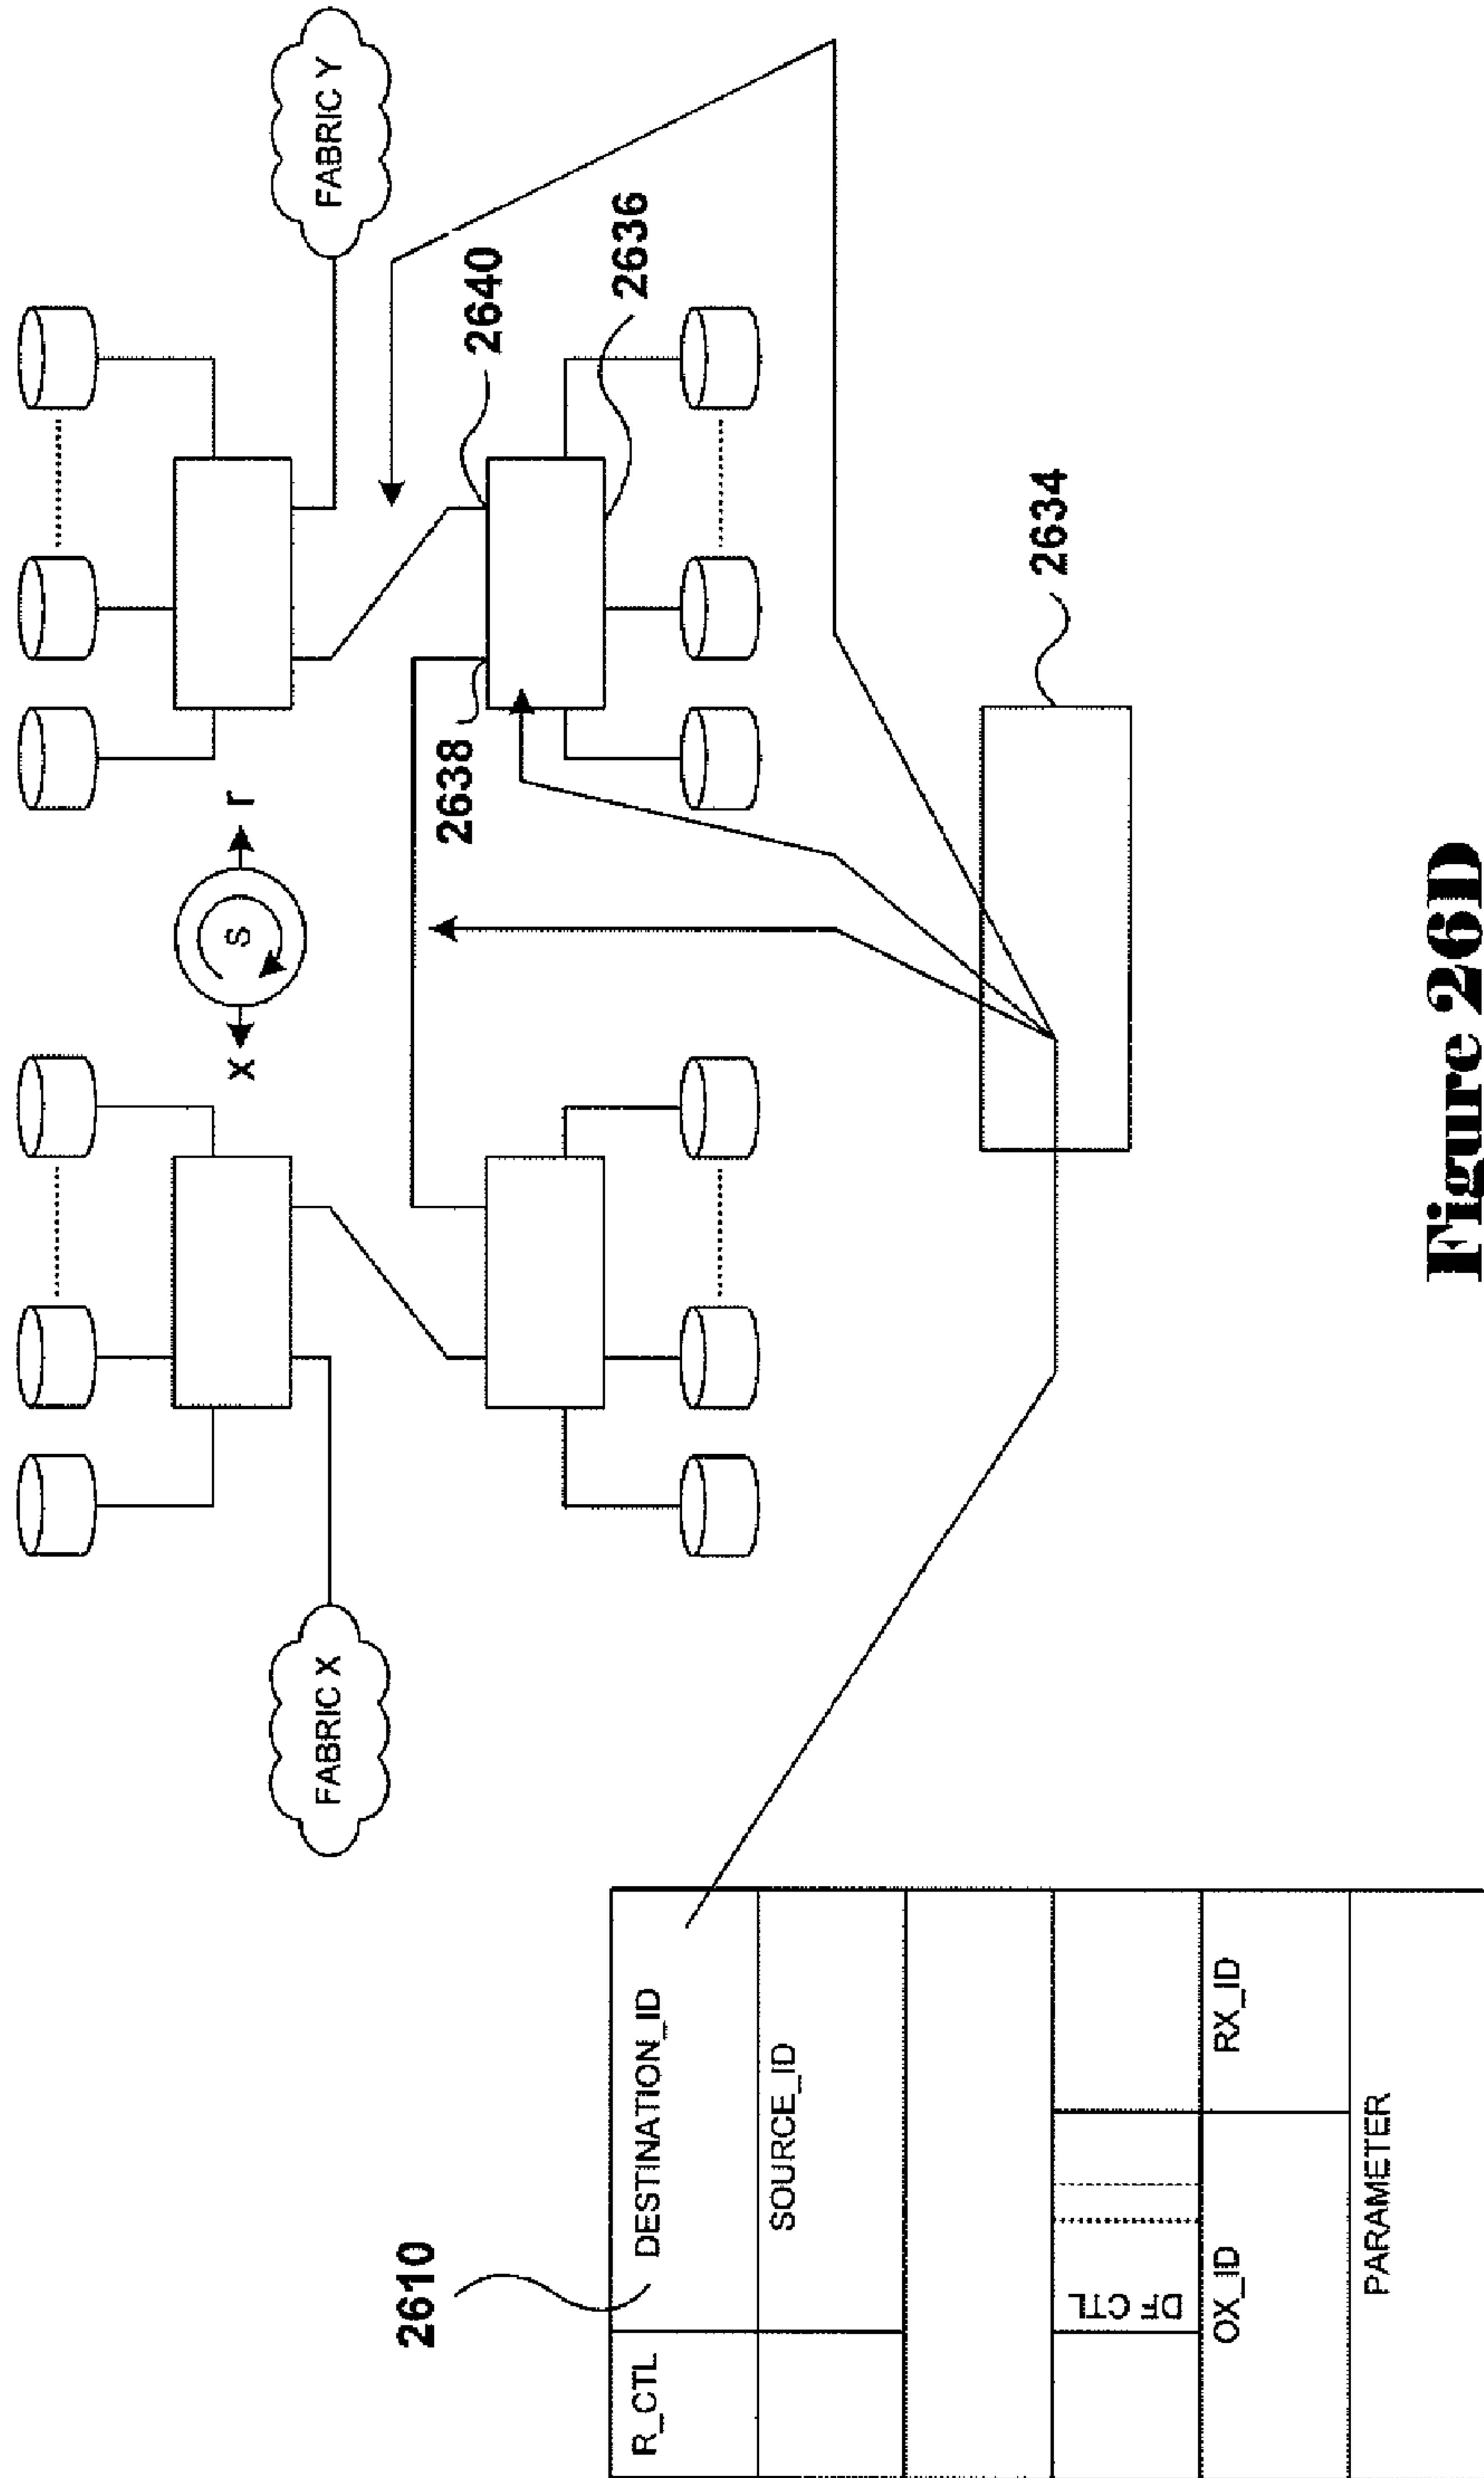 FABRIC X
X
S
r
FABRIC Y
2640
2636
2638
2634
2610
R_CTL
DESTINATION_ID
SOURCE_ID
DF CTL
OX_ID
RX_ID
PARAMETER
Figure 26D